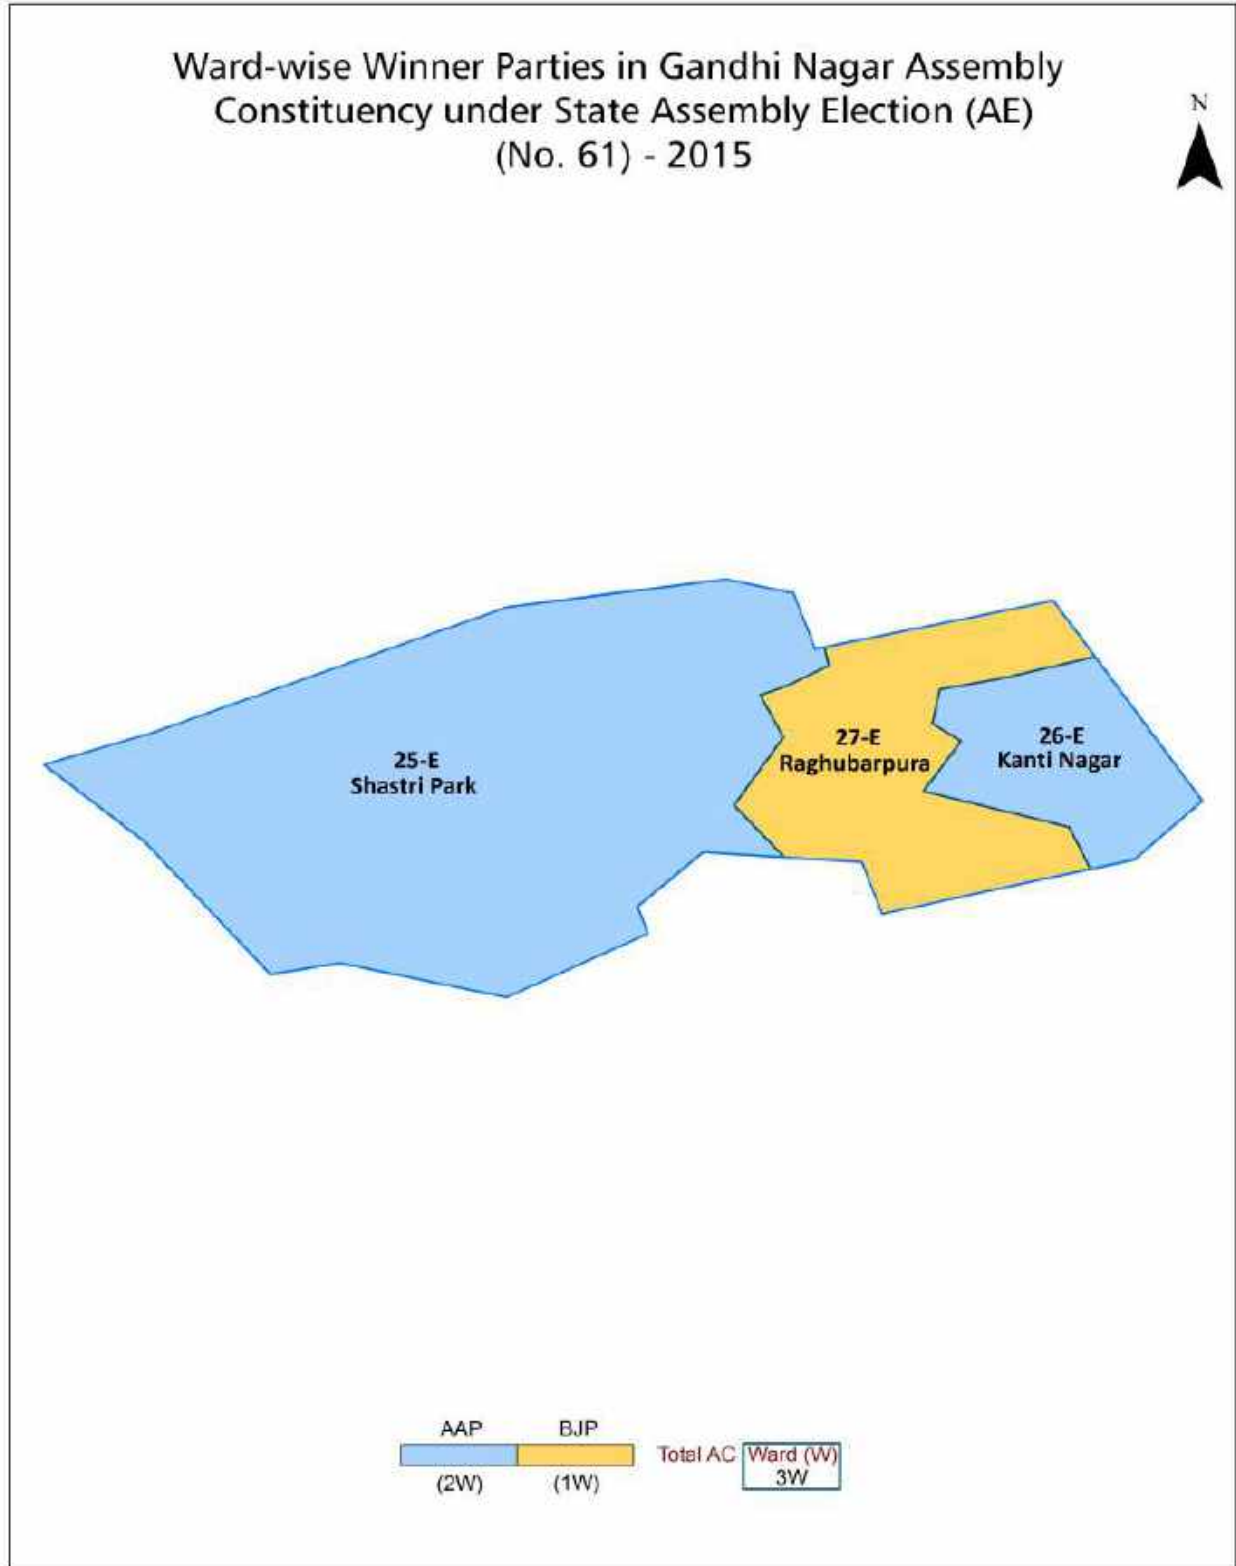 Ward-wise Winner Parties in Gandhi Nagar Assembly
Constituency under State Assembly Election (AE)
(No. 61) - 2015
N
25-E
Shastri Park
27-E
Raghubarpura
26-E
Kanti Nagar
AAP BJP
Total AC Ward (W)
3W
(2W) (1W)